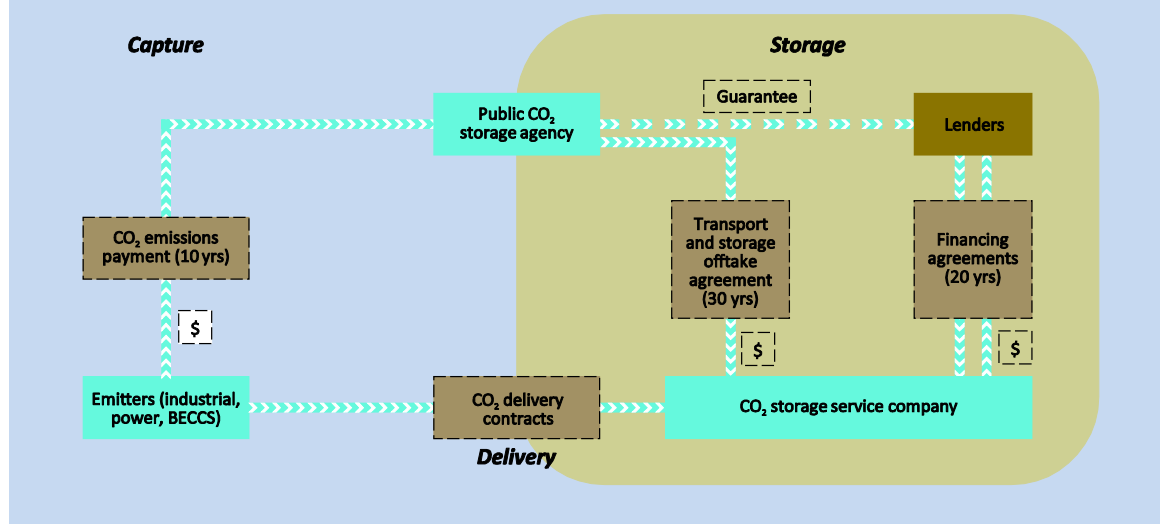 Capture
Storage
Guarantee
Public CO₂
storage agency
Lenders
CO₂ emissions
payment (10 yrs)
Transport
and storage
offtake
agreement
(30 yrs)
Financing
agreements
(20 yrs)
$
$
$
Emitters (industrial,
power, BECCS)
CO₂ delivery
contracts
CO₂ storage service company
Delivery